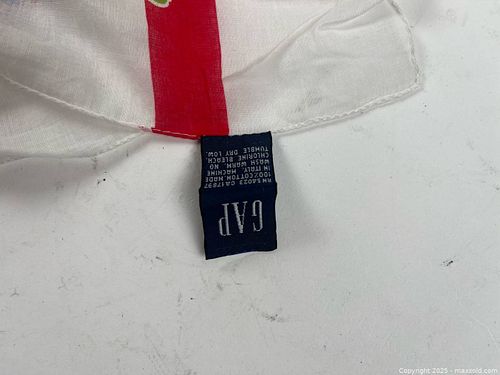 GAP
RN 54023 CA17897
100% COTTON. MADE
IN ITALY. MACHINE
WASH WARM. NO
CHLORINE BLEACH.
TUMBLE DRY LOW.
Copyright 2025 - maxsold.com